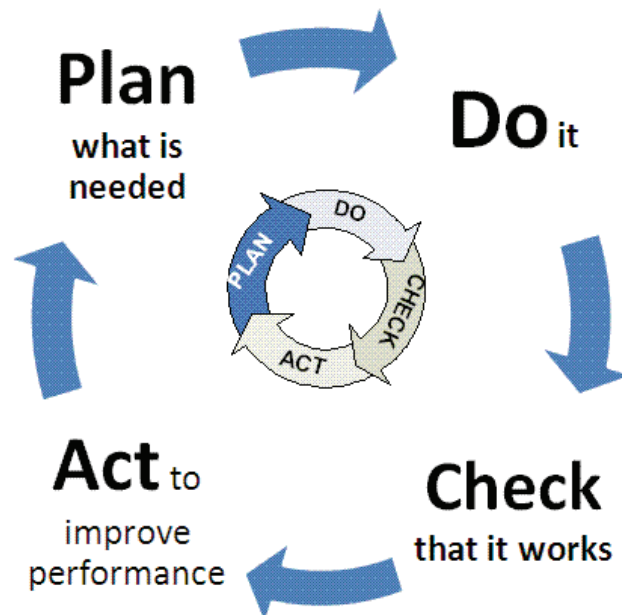 Plan
what is
needed
Do it
DO
PLAN
CHECK
ACT
Act to
improve
performance
Check
that it works